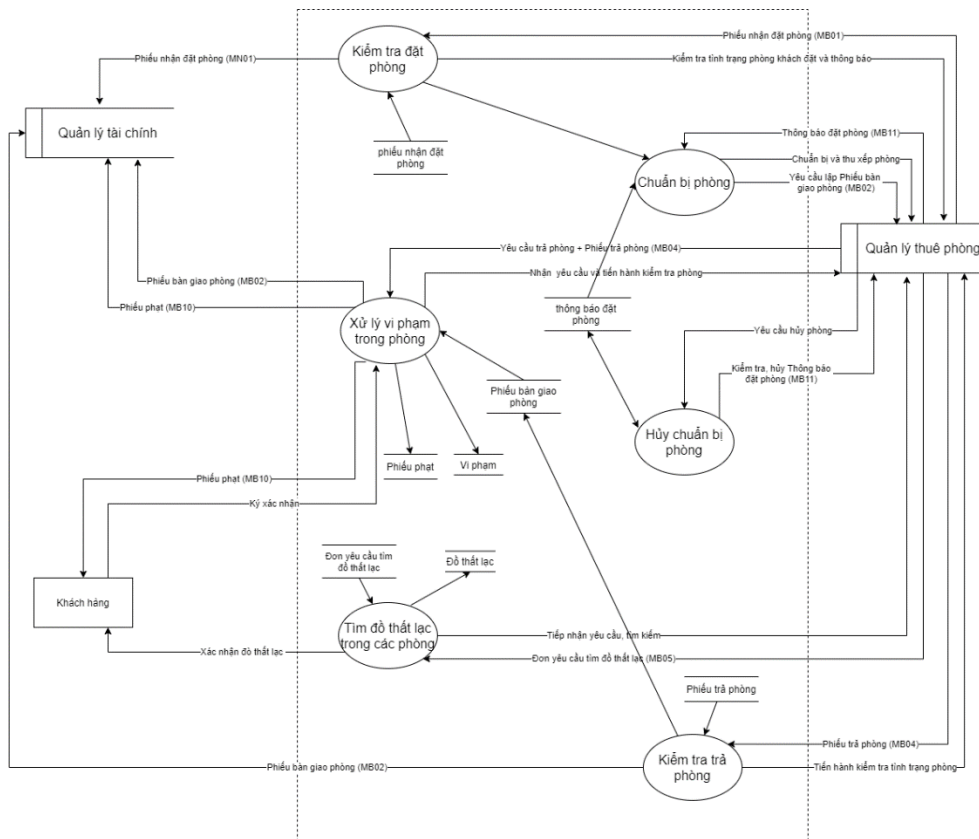 Phiếu nhận đặt phòng (MB01)
Kiểm tra đặt
phòng
Phiếu nhận đặt phòng (MN01)
Kiểm tra tỉnh trạng phòng khách đặt và thông báo
Quản lý tài chính
phiếu nhận đặt
phòng
Thông báo đặt phòng (MB11)
Chuẩn bị và thu xếp phòng
Chuẩn bị phòng
Yêu cầu lập Phiếu bàn
giao phòng (MB02)
Yêu cầu trả phòng + Phiếu trả phòng (MB04)
Quản lý thuê phòng
Phiếu bàn giao phòng (MB02)
Nhận yêu cầu và tiến hành kiểm tra phòng
Phiếu phạt (MB10)
Xử lý vi phạm
trong phòng
thông báo đặt
phòng
Yêu cầu hủy phòng
Kiểm tra, hủy Thông báo
đặt phòng (MB11)
Phiếu bán giao
phòng
Hủy chuẩn bị
phòng
Phiếu phạt
Vi phạm
Phiếu phạt (MB10)
Ký xác nhận
Đơn yêu cầu tìm
đồ thất lạc
Đồ thất lạc
Khách hàng
Tìm đồ thất lạc
trong các phòng
Tiếp nhận yêu cầu, tìm kiếm
Xác nhận đò thất lạc
Đơn yêu cầu tìm đồ thất lạc (MB05)
Phiếu trả phòng
Phiếu trả phòng (MB04)
Kiểm tra trả
phòng
Phiếu bàn giao phòng (MB02)
Tiến hành kiểm tra tình trạng phòng